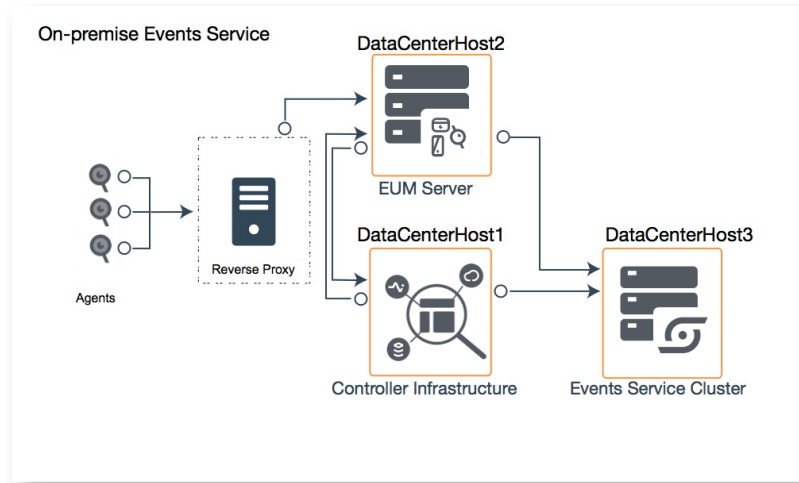 On-premise Events Service
DataCenterHost2
EUM Server
DataCenterHost1
DataCenterHost3
Reverse Proxy
Agents
Controller Infrastructure
Events Service Cluster